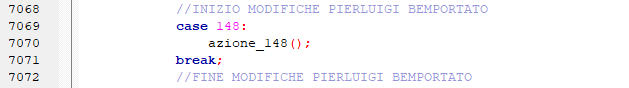 7068 //INIZIO MODIFICHE PIERLUIGI BEMPORTATO
7069 case 148:
7070 azione_148();
7071 break;
7072 //FINE MODIFICHE PIERLUIGI BEMPORTATO